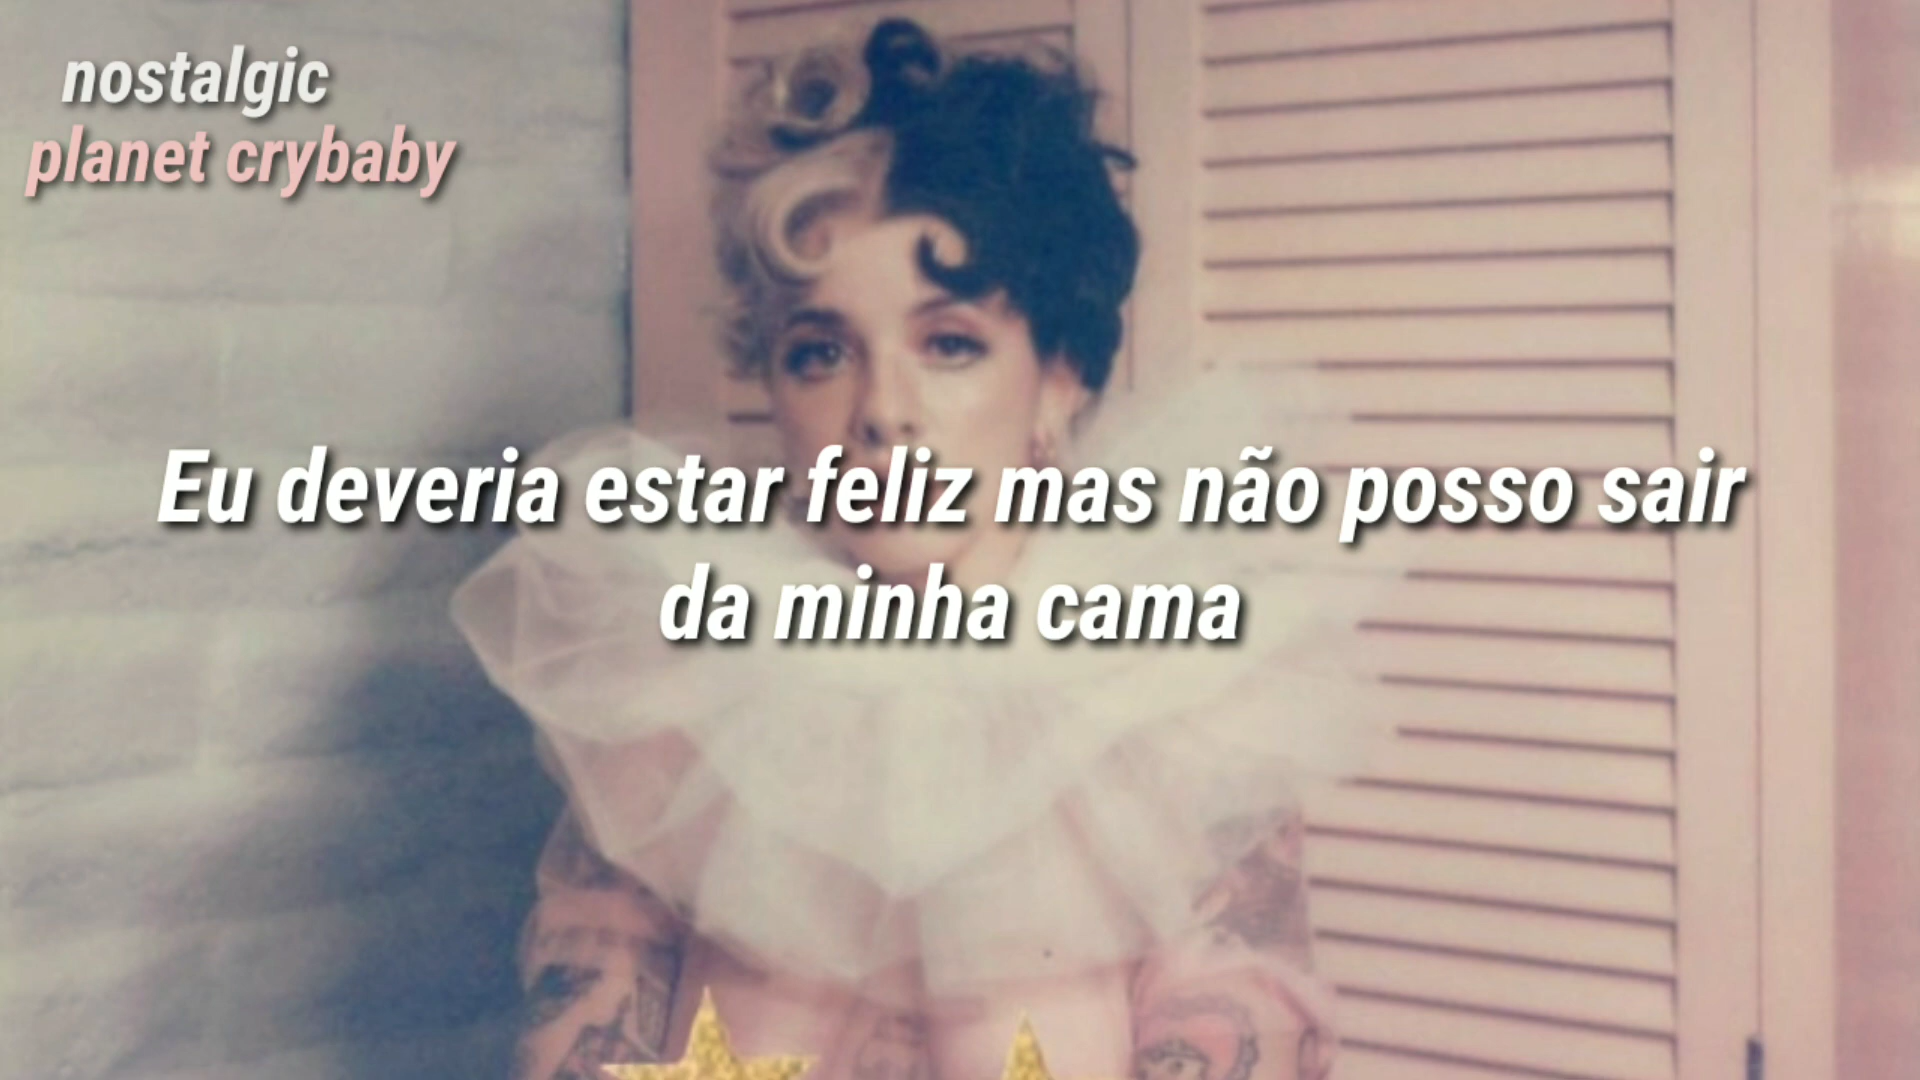 nostalgic
planet crybaby
Eu deveria estar feliz mas não posso sair
da minha cama